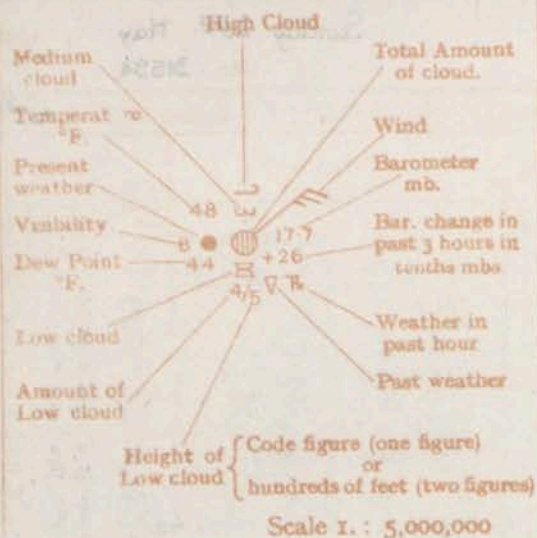 High Cloud
Medium
cloud
Total Amount
of cloud.
Temperat
°F.
Wind
Present
weather
Barometer
mb.
48
Visibility
8
17.7
Bar. change in
past 3 hours in
tenths mbs
Dew Point
°F.
44
+26
4/5
Low cloud
Weather in
past hour
Amount of
Low cloud
Past weather
Height of
Low cloud
Code figure (one figure)
or
hundreds of feet (two figures)
Scale 1. : 5,000,000